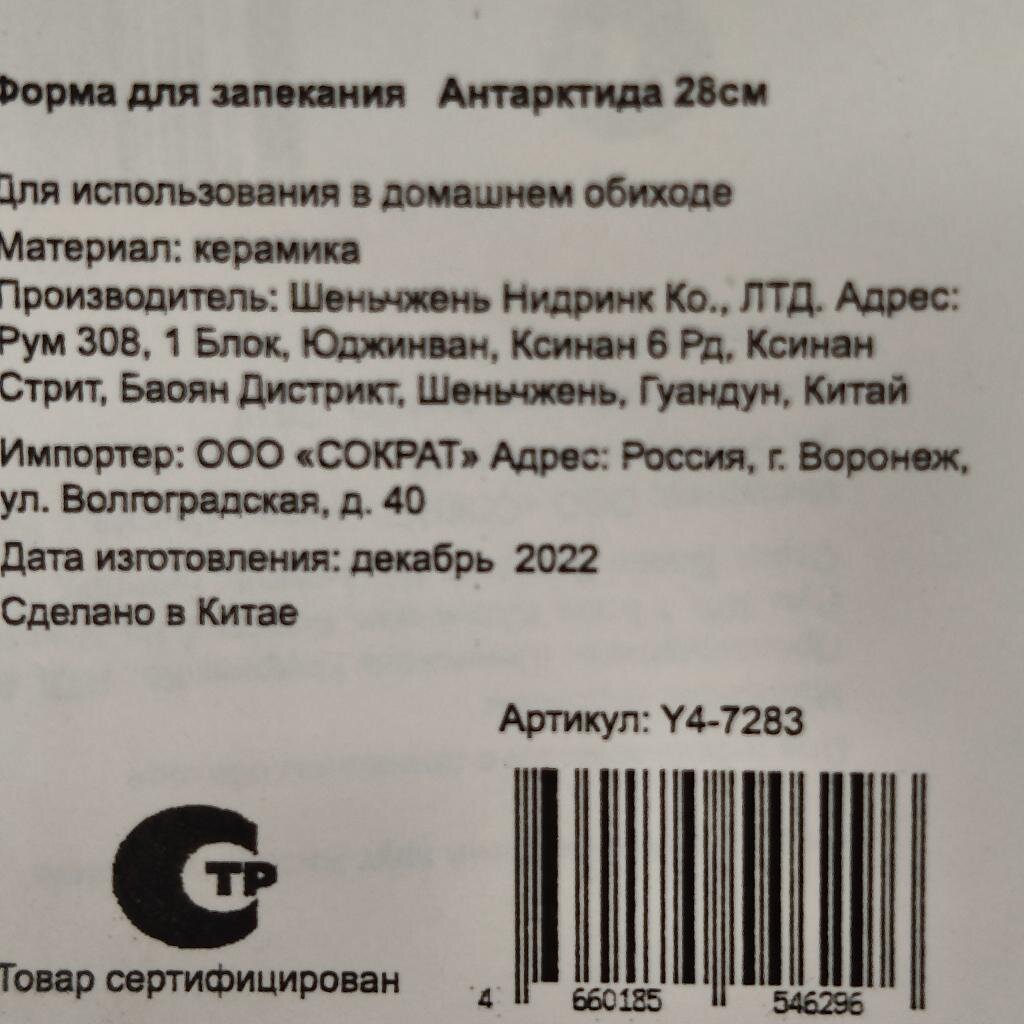 Форма для запекания Антарктида 28см
Для использования в домашнем обиходе
Материал: керамика
Производитель: Шеньчжень Нидринк Ко., ЛТД. Адрес:
Рум 308, 1 Блок, Юджинван, Ксинан 6 Рд, Ксинан
Стрит, Баоян Дистрикт, Шеньчжень, Гуандун, Китай
Импортер: ООО «СОКРАТ» Адрес: Россия, г. Воронеж,
ул. Волгоградская, д. 40
Дата изготовления: декабрь 2022
Сделано в Китае
Артикул: Y4-7283
СТР
Товар сертифицирован
4 660185 546296